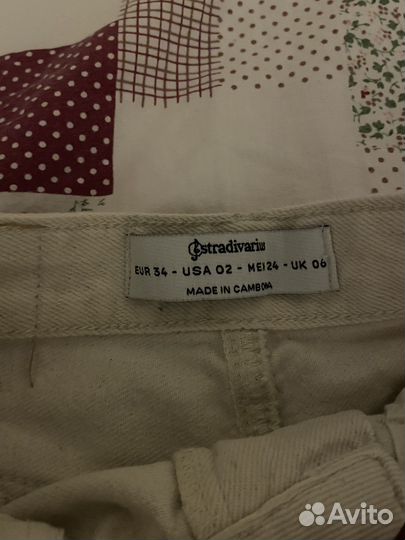 stradivarius
EUR 34 - USA 02 - MEX 24 - UK 06
MADE IN CAMBODIA
Avito